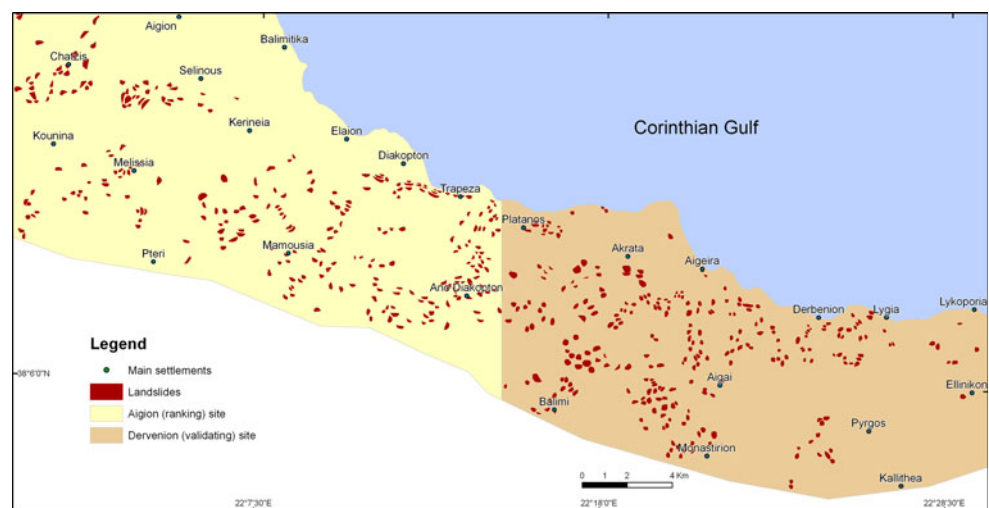 Aigion
Balimitika
Selinous
Kounina
Kerineia
Elaion
Corinthian Gulf
Melissia
Diakopton
Trapeza
Platanos
Pteri
Mamousia
Akrata
Aigeira
Ano Diakopton
Derbenion
Lygia
Lykoporia
Legend
Main settlements
Landslides
Aigion (ranking) site
Dervenion (validating) site
38°6'0"N
Aigai
Balimi
Ellinikon
Pyrgos
Monastirion
Kallithea
0 1 2 4 Km
22°7'30"E
22°18'0"E
22°28'30"E